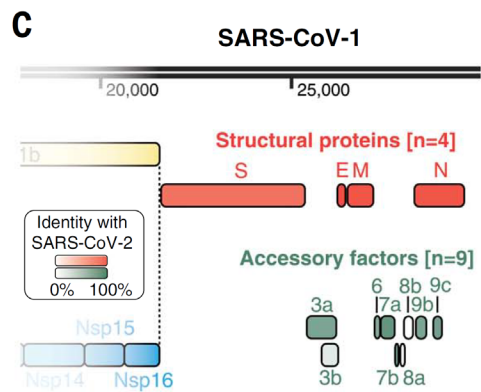 C
SARS-CoV-1
20,000
25,000
1b
Structural proteins [n=4]
S
E M
N
Identity with
SARS-CoV-2
0% 100%
Accessory factors [n=9]
6 8b 9c
3a 7a 9b
3b 7b 8a
Nsp15
Nsp14 Nsp16